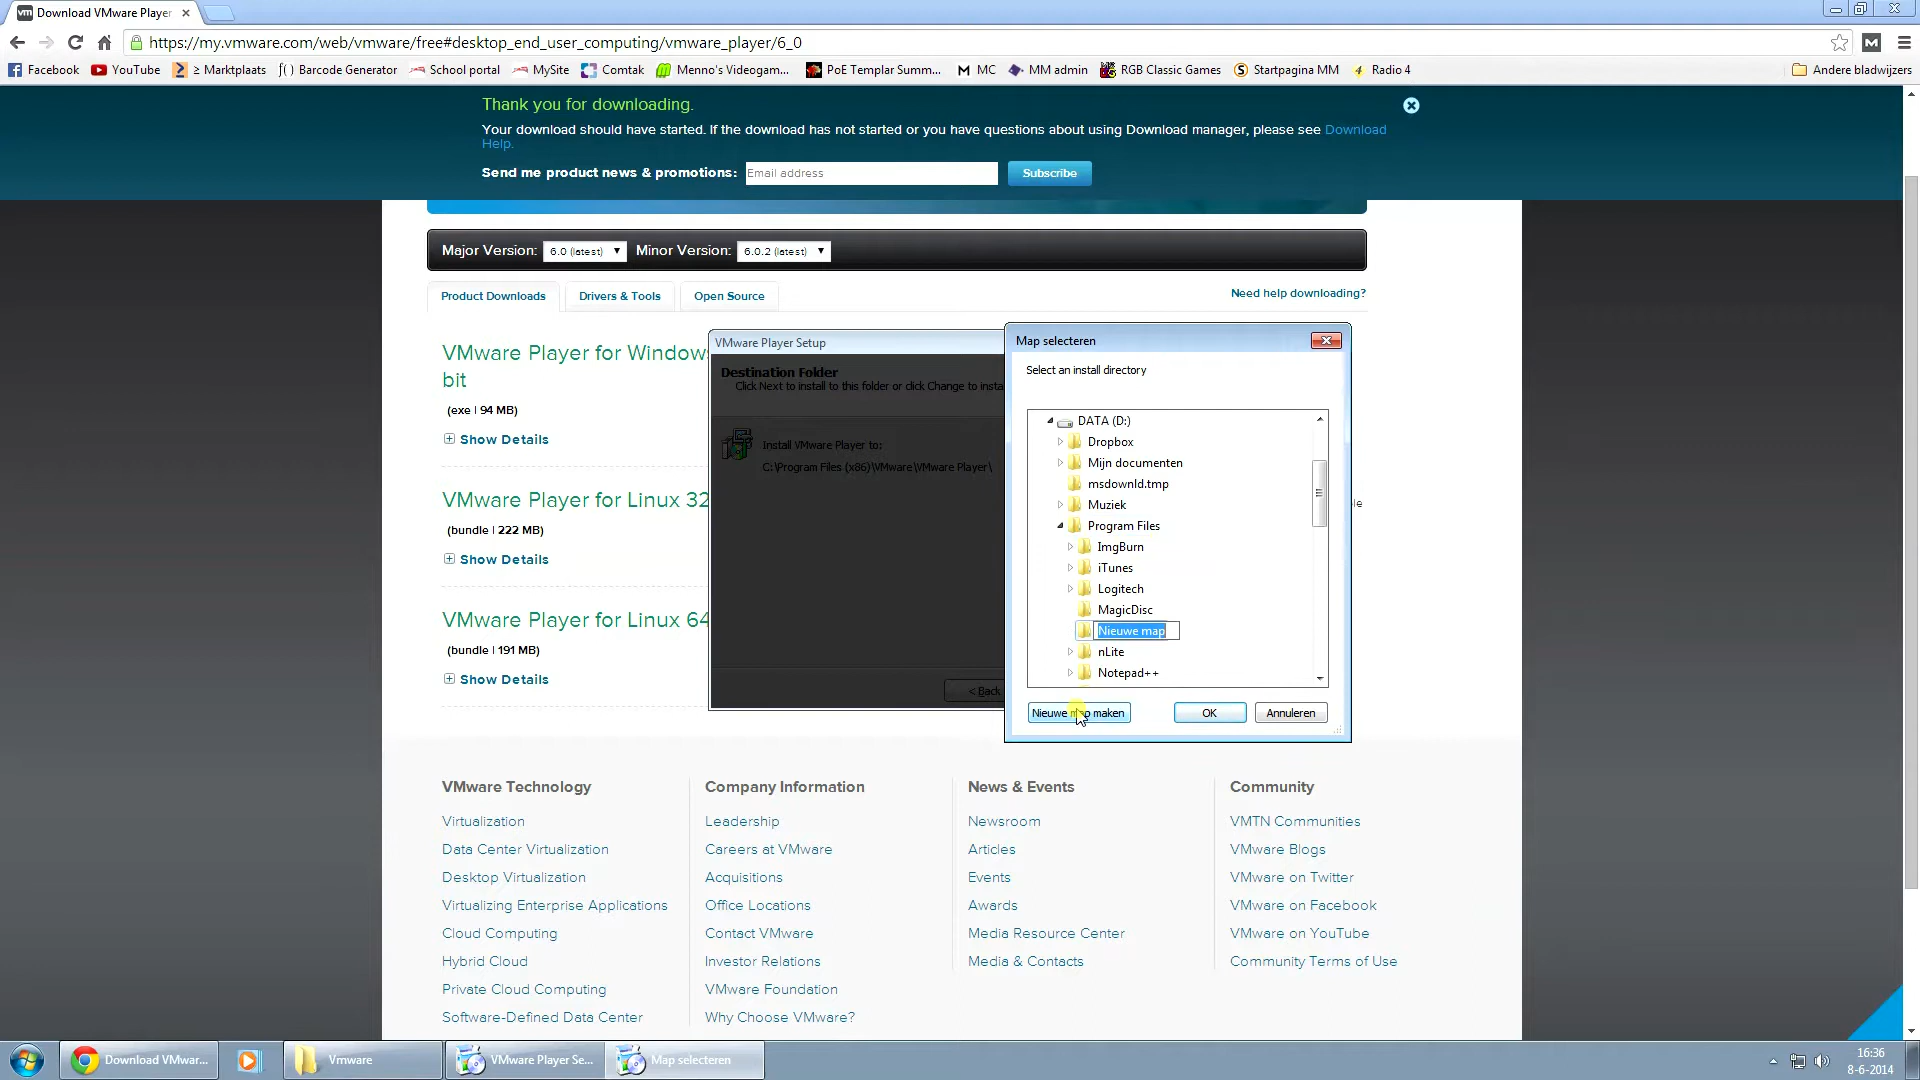 Download VMware Player
https://my.vmware.com/web/vmware/free#desktop_end_user_computing/vmware_player/6_0
Facebook YouTube ≥ Marktplaats Barcode Generator School portal MySite Comtak Menno's Videogam... PoE Templar Summ... MC MM admin RGB Classic Games Startpagina MM Radio 4 Andere bladwijzers
Thank you for downloading.
Your download should have started. If the download has not started or you have questions about using Download manager, please see Download
Help.
Send me product news & promotions: Email address Subscribe
Major Version: 6.0 (latest) Minor Version: 6.0.2 (latest)
Product Downloads Drivers & Tools Open Source Need help downloading?
VMware Player for Windows
bit
(exe | 94 MB)
Show Details
VMware Player for Linux 32
(bundle | 222 MB)
Show Details
VMware Player for Linux 64
(bundle | 191 MB)
Show Details
VMware Player Setup
Destination Folder
Click Next to install to this folder or click Change to insta
Install VMware Player to:
C:\Program Files (x86)\VMware\VMware Player\
< Back
Map selecteren
Select an install directory
DATA (D:)
Dropbox
Mijn documenten
msdownld.tmp
Muziek
Program Files
ImgBurn
iTunes
Logitech
MagicDisc
Nieuwe map
nLite
Notepad++
Nieuwe map maken OK Annuleren
VMware Technology
Virtualization
Data Center Virtualization
Desktop Virtualization
Virtualizing Enterprise Applications
Cloud Computing
Hybrid Cloud
Private Cloud Computing
Software-Defined Data Center
Company Information
Leadership
Careers at VMware
Acquisitions
Office Locations
Contact VMware
Investor Relations
VMware Foundation
Why Choose VMware?
News & Events
Newsroom
Articles
Events
Awards
Media Resource Center
Media & Contacts
Community
VMTN Communities
VMware Blogs
VMware on Twitter
VMware on Facebook
VMware on YouTube
Community Terms of Use
Download VMwar... Vmware VMware Player Se... Map selecteren
16:36
8-6-2014